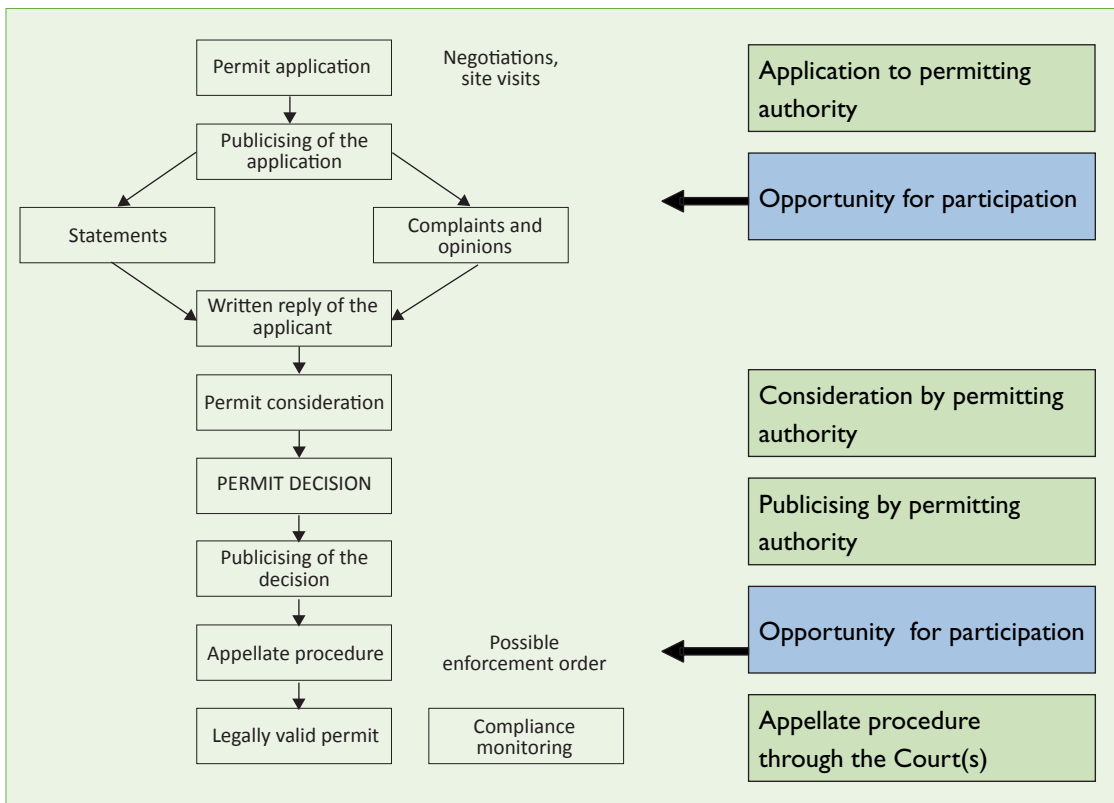 Permit application
Negotiations,
site visits
Publicising of the
application
Statements
Complaints and
opinions
Written reply of the
applicant
Permit consideration
PERMIT DECISION
Publicising of the
decision
Appellate procedure
Possible
enforcement order
Legally valid permit
Compliance
monitoring
Application to permitting
authority
Opportunity for participation
Consideration by permitting
authority
Publicising by permitting
authority
Opportunity for participation
Appellate procedure
through the Court(s)